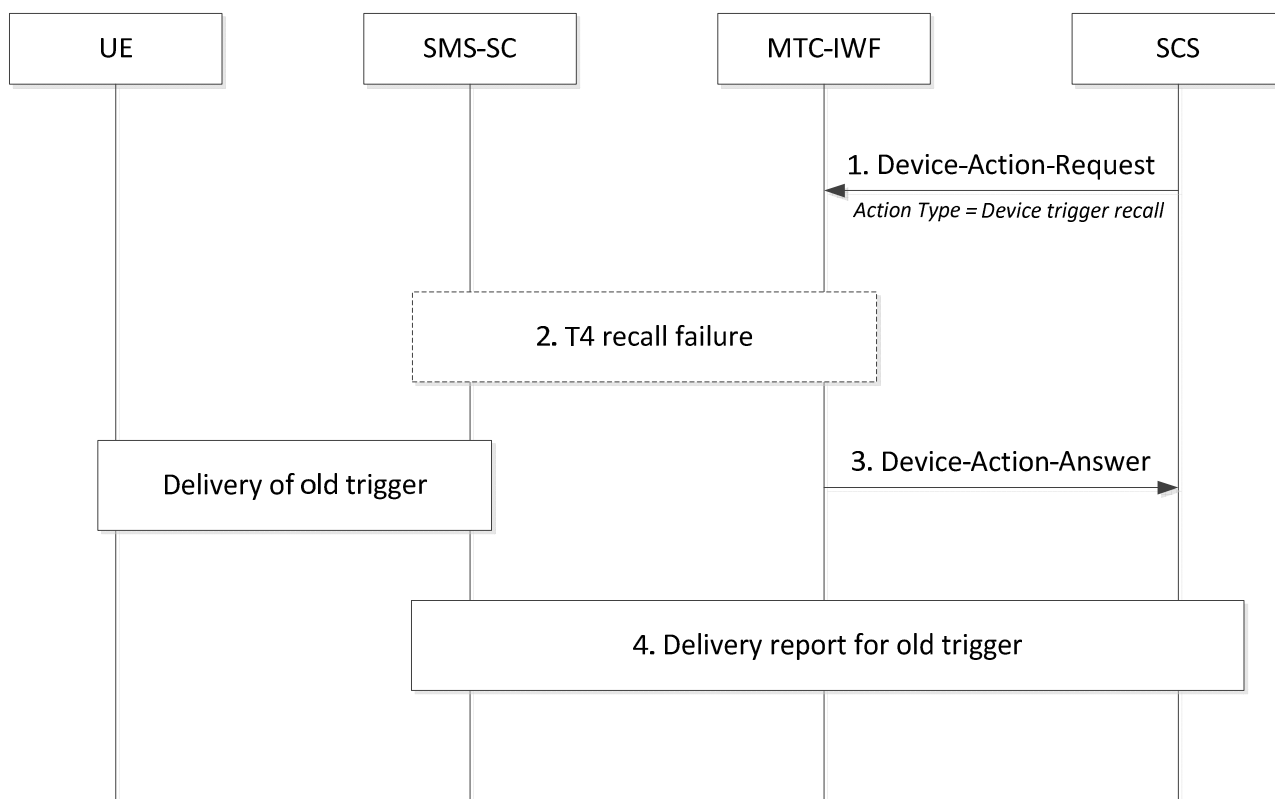 UE
SMS-SC
MTC-IWF
SCS
1. Device-Action-Request
Action Type = Device trigger recall
2. T4 recall failure
Delivery of old trigger
3. Device-Action-Answer
4. Delivery report for old trigger